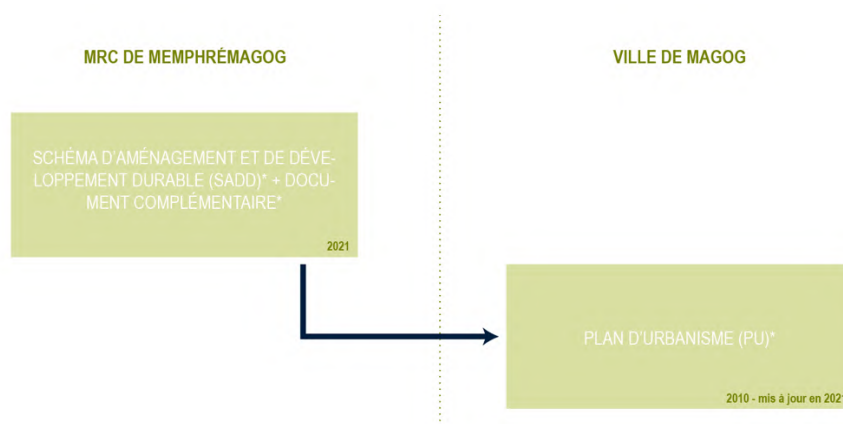 MRC DE MEMPHRÉMAGOG
VILLE DE MAGOG
SCHÉMA D'AMÉNAGEMENT ET DE DÉVE-
LOPPEMENT DURABLE (SADD)* + DOCU-
MENT COMPLÉMENTAIRE*
2021
PLAN D'URBANISME (PU)*
2010 - mis à jour en 2021